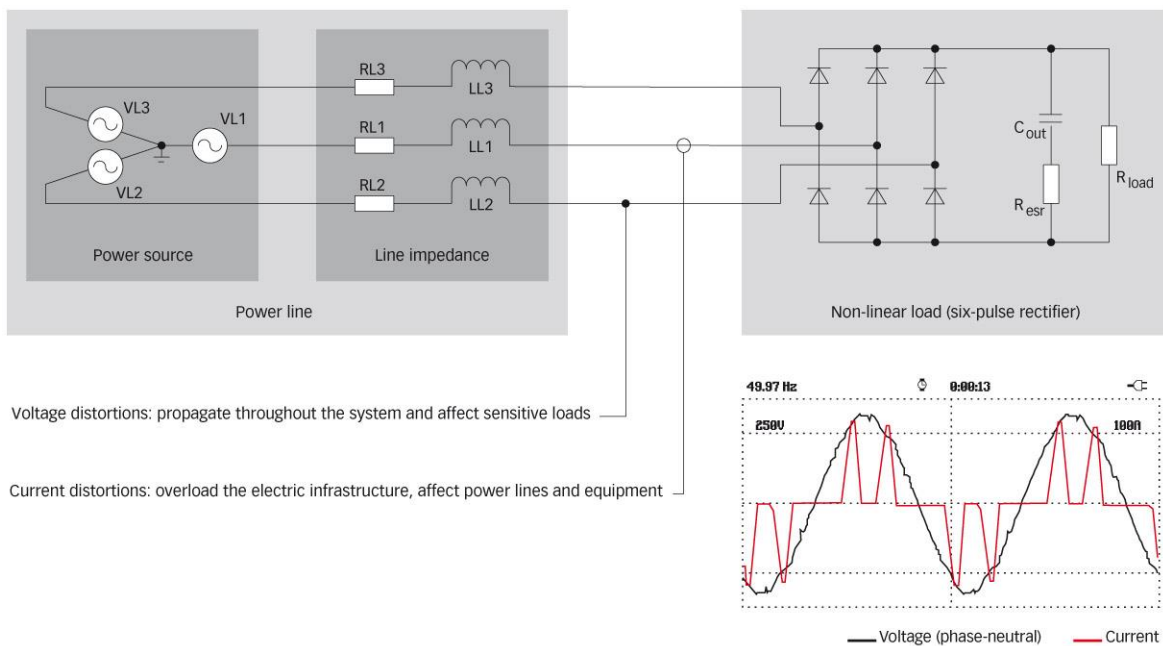 RL3
LL3
VL3
VL1
RL1
LL1
VL2
RL2
LL2
Power source
Line impedance
Power line
Cout
Resr
Rload
Non-linear load (six-pulse rectifier)
Voltage distortions: propagate throughout the system and affect sensitive loads
Current distortions: overload the electric infrastructure, affect power lines and equipment
49.97 Hz
0:00:13
250V
100A
Voltage (phase-neutral)
Current